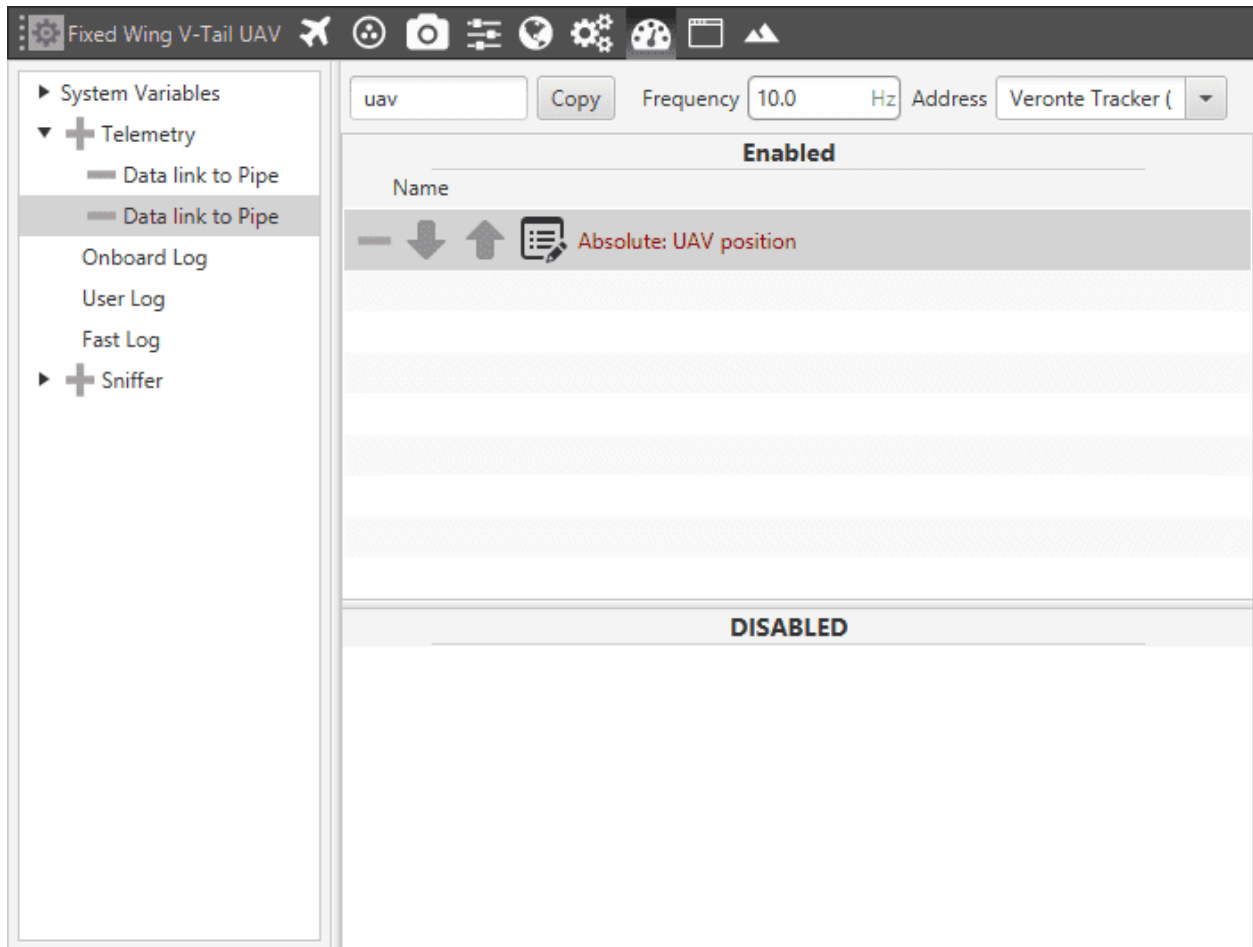 Fixed Wing V-Tail UAV
System Variables
Telemetry
Data link to Pipe
Data link to Pipe
Onboard Log
User Log
Fast Log
Sniffer
uav Copy Frequency 10.0 Hz Address Veronte Tracker (
Enabled
Name
Absolute: UAV position
DISABLED